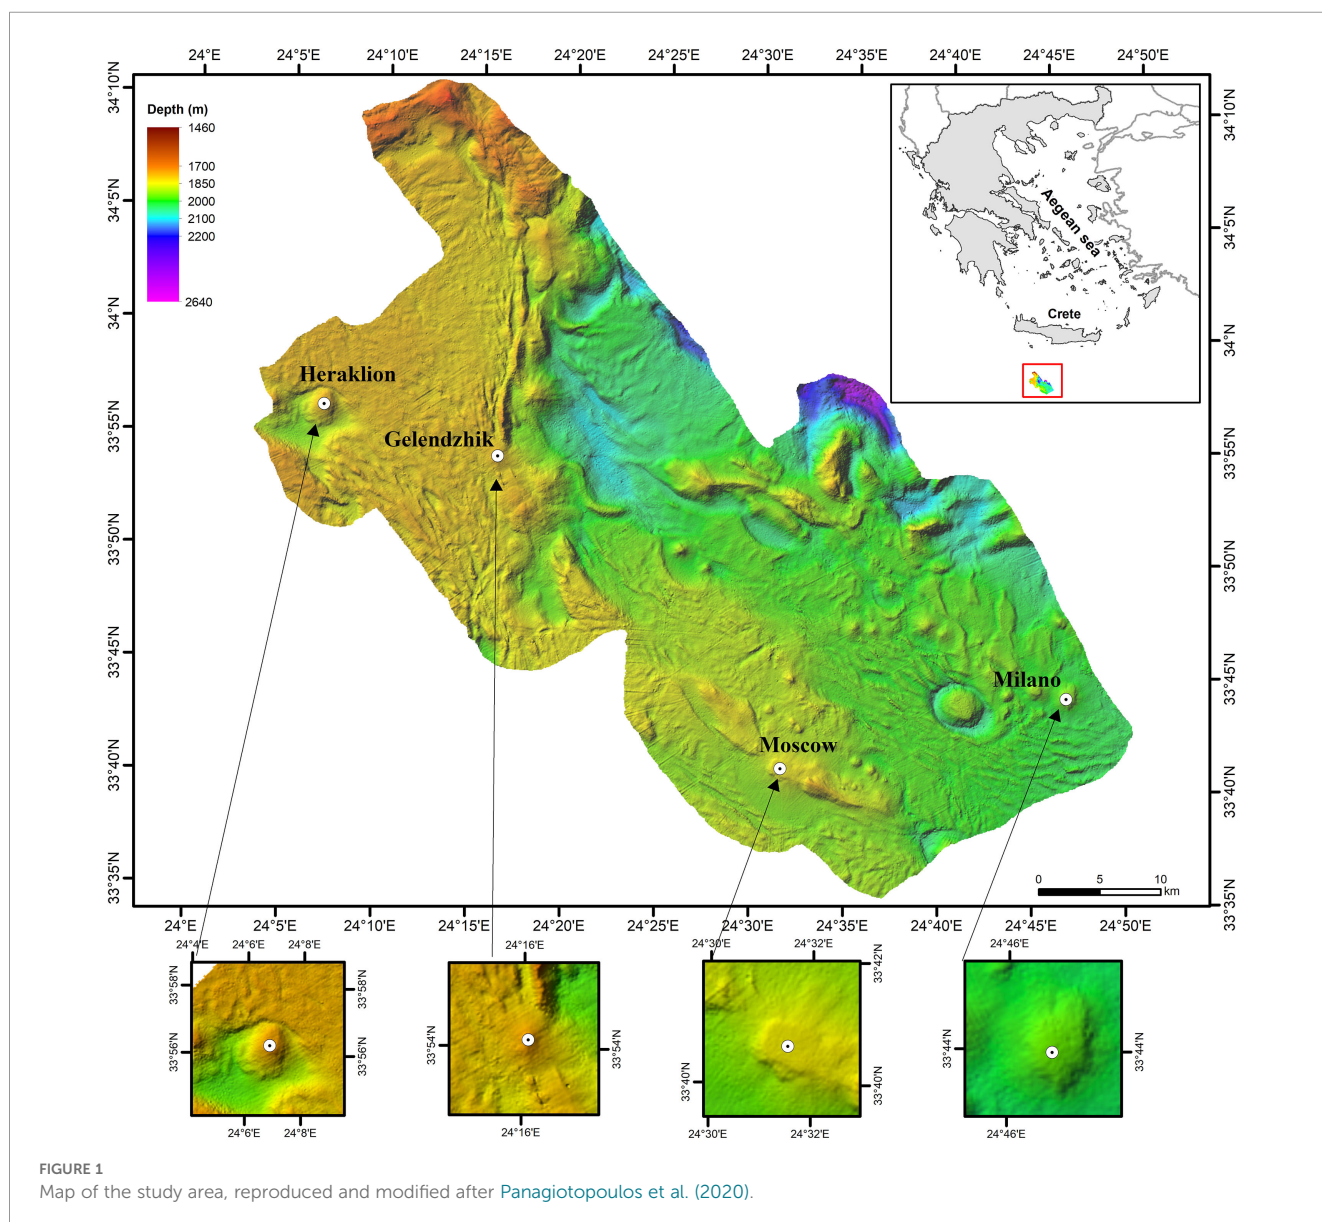 24°E 24°5'E 24°10'E 24°15'E 24°20'E 24°25'E 24°30'E 24°35'E 24°40'E 24°45'E 24°50'E
34°10'N
34°5'N
34°N
33°55'N
33°50'N
33°45'N
33°40'N
33°35'N
Depth (m)
1460
1700
1850
2000
2100
2200
2640
Aegean sea
Crete
34°10'N
34°5'N
34°N
33°55'N
33°50'N
33°45'N
33°40'N
33°35'N
Heraklion
Gelendzhik
Milano
Moscow
0 5 10
km
24°0'E 24°5'E 24°10'E 24°15'E 24°20'E 24°25'E 24°30'E 24°35'E 24°40'E 24°45'E 24°50'E
24°4'E 24°6'E 24°8'E
33°58'N
33°56'N
33°58'N
33°56'N
24°6'E 24°8'E
24°16'E
33°54'N
33°54'N
24°16'E
24°30'E 24°32'E
33°42'N
33°40'N
33°40'N
24°30'E 24°32'E
24°46'E
33°44'N
33°44'N
24°46'E
FIGURE 1
Map of the study area, reproduced and modified after Panagiotopoulos et al. (2020).